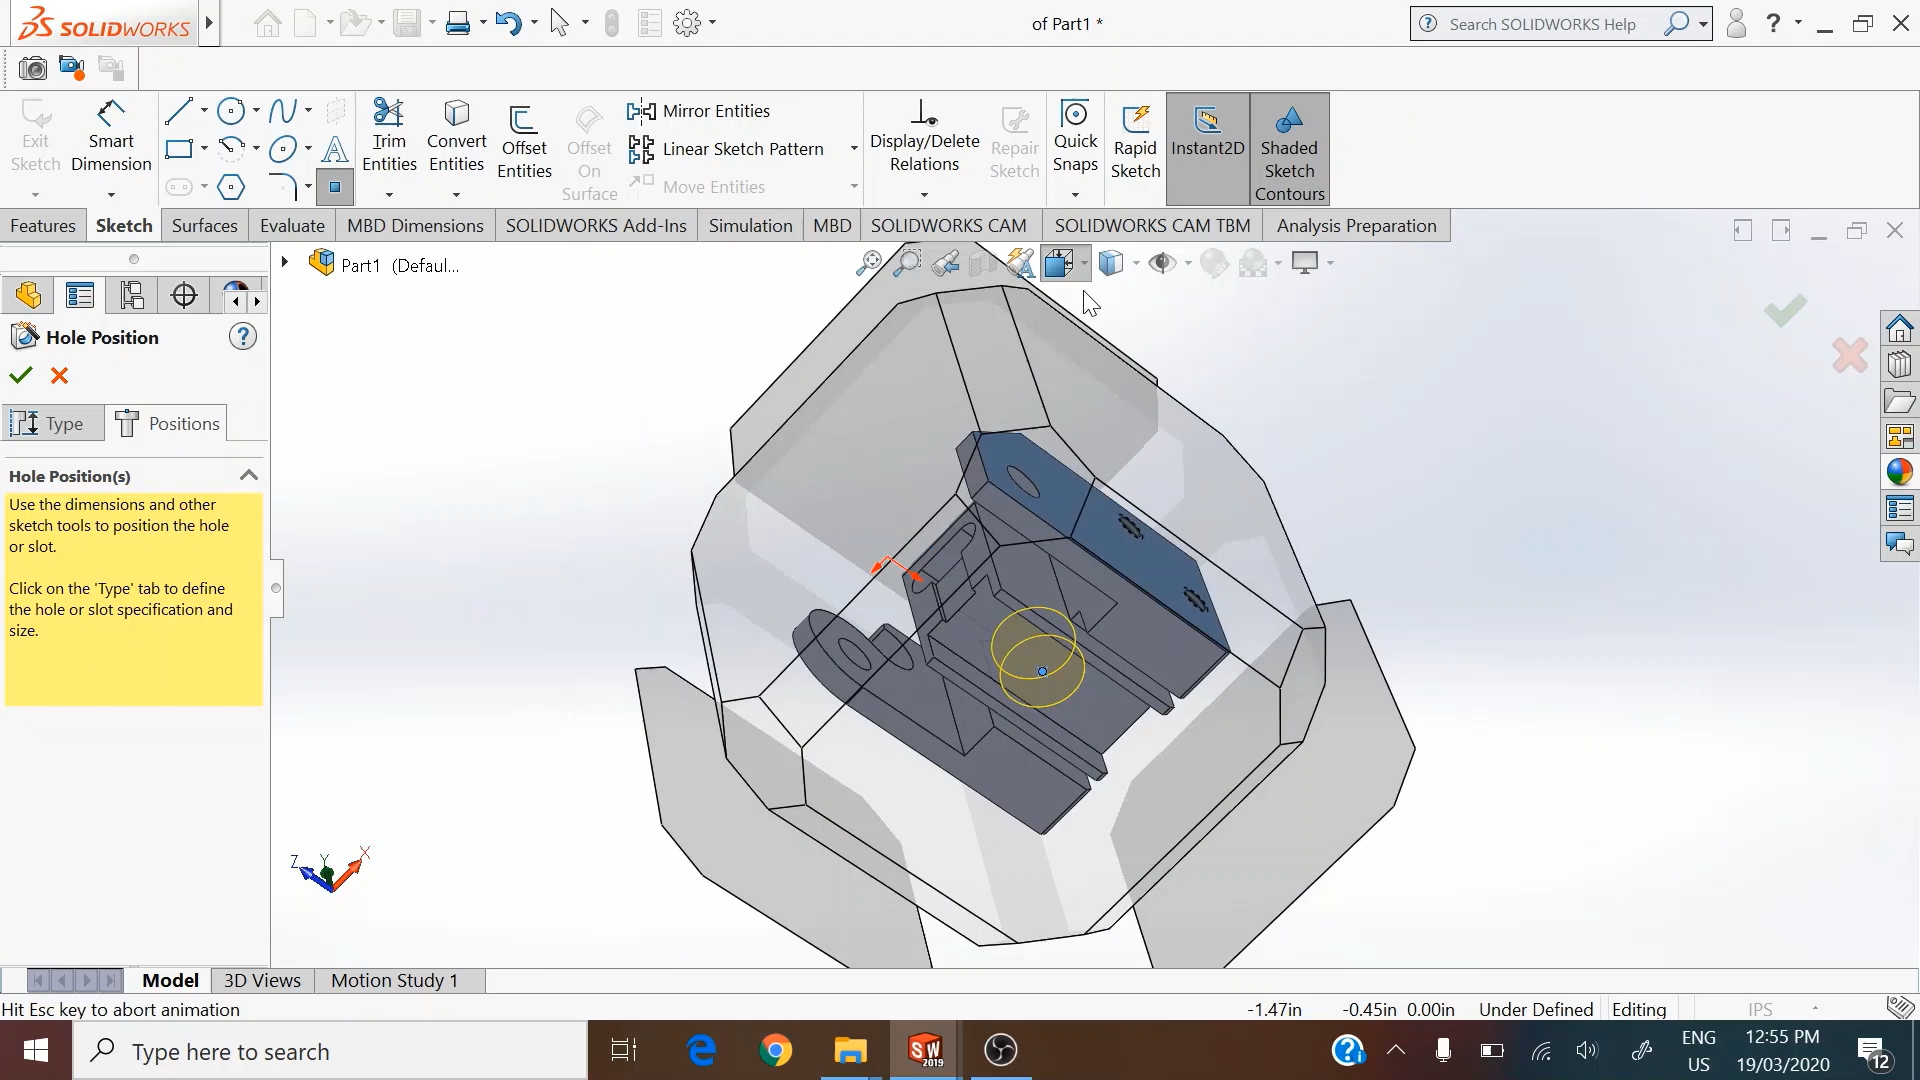 SOLIDWORKS
of Part1 *
Search SOLIDWORKS Help
?
Exit
Sketch
Smart
Dimension
Trim
Entities
Convert
Entities
Offset
Entities
Offset
On
Surface
Mirror Entities
Linear Sketch Pattern
Move Entities
Display/Delete
Relations
Repair
Sketch
Quick
Snaps
Rapid
Sketch
Instant2D
Shaded
Sketch
Contours
Features
Sketch
Surfaces
Evaluate
MBD Dimensions
SOLIDWORKS Add-Ins
Simulation
MBD
SOLIDWORKS CAM
SOLIDWORKS CAM TBM
Analysis Preparation
Part1 (Defaul...
Hole Position
?
Type
Positions
Hole Position(s)
Use the dimensions and other
sketch tools to position the hole
or slot.
Click on the 'Type' tab to define
the hole or slot specification and
size.
Z
Y
X
Model
3D Views
Motion Study 1
Hit Esc key to abort animation
-1.47in
-0.45in
0.00in
Under Defined
Editing
IPS
Type here to search
SW
2019
ENG
US
12:55 PM
19/03/2020
12